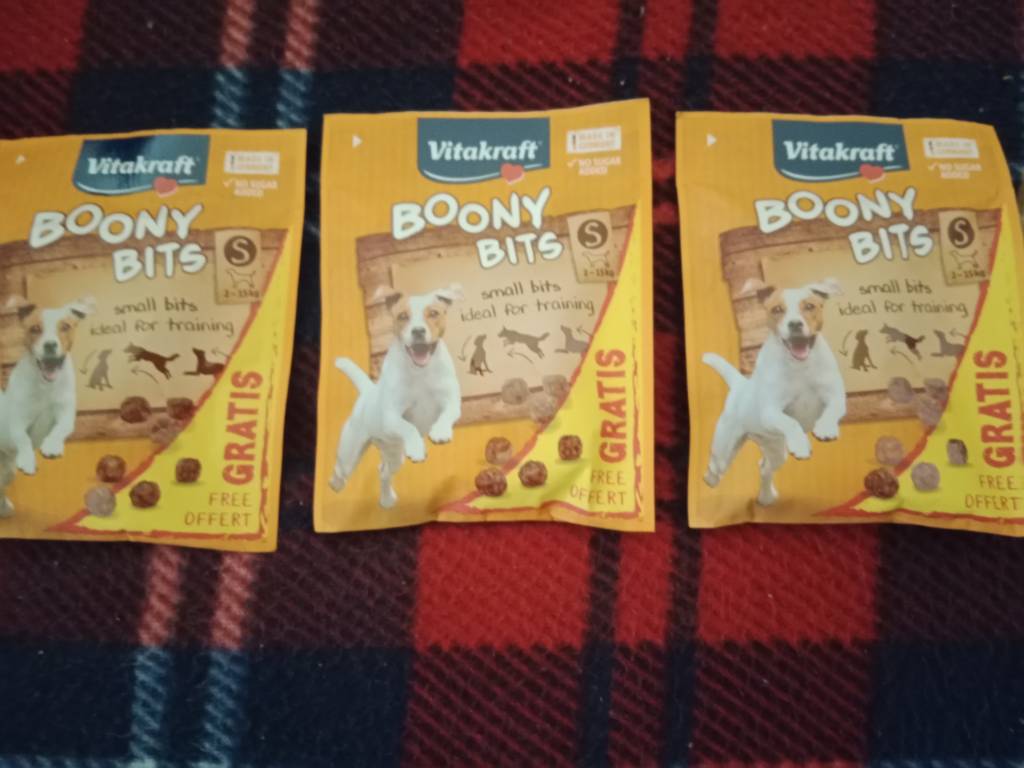 Vitakraft
MADE IN
GERMANY
NO SUGAR
ADDED
BOONY
BITS
S
2-15kg
small bits
ideal for training
GRATIS
FREE
OFFERT
Vitakraft
MADE IN
GERMANY
NO SUGAR
ADDED
BOONY
BITS
S
2-15kg
small bits
ideal for training
GRATIS
FREE
OFFERT
Vitakraft
MADE IN
GERMANY
NO SUGAR
ADDED
BOONY
BITS
S
2-15kg
small bits
ideal for training
GRATIS
FREE
OFFERT